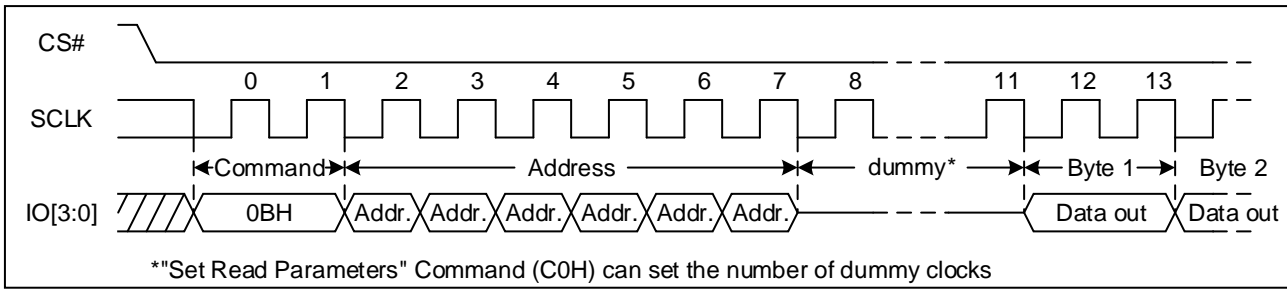 CS#
0 1 2 3 4 5 6 7 8 11 12 13
SCLK
Command Address dummy* Byte 1 Byte 2
IO[3:0] 0BH Addr. Addr. Addr. Addr. Addr. Addr. Data out Data out
*"Set Read Parameters" Command (C0H) can set the number of dummy clocks